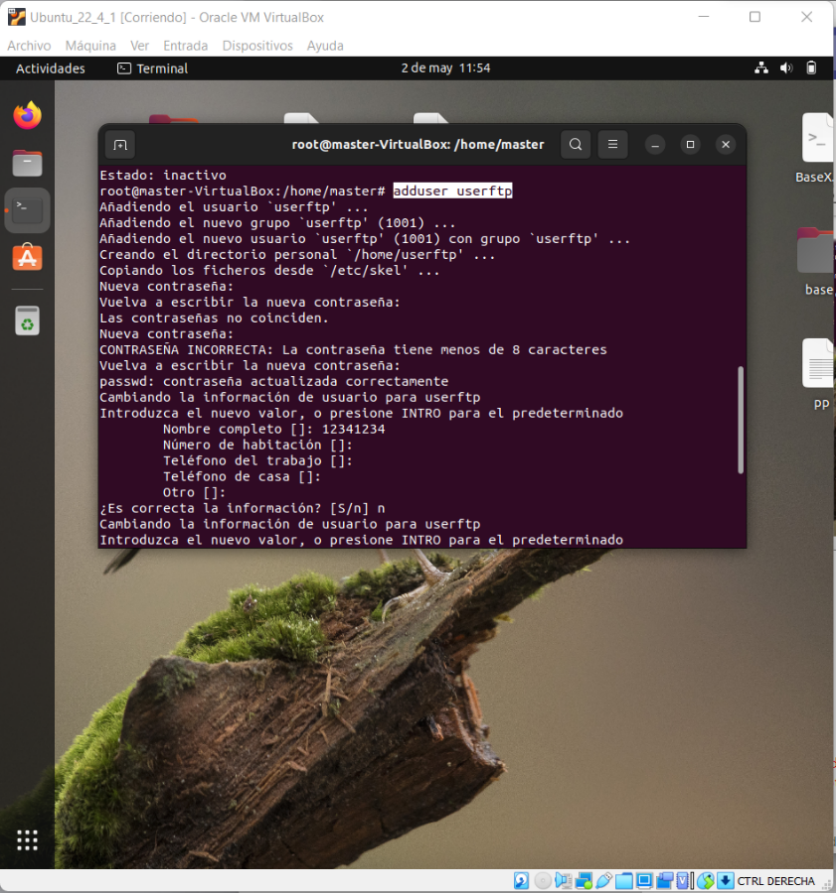 Ubuntu_22_4_1 [Corriendo] - Oracle VM VirtualBox
Archivo Máquina Ver Entrada Dispositivos Ayuda
Actividades Terminal 2 de may 11:54
root@master-VirtualBox: /home/master
Estado: inactivo
root@master-VirtualBox:/home/master# adduser userftp
Añadiendo el usuario `userftp' ...
Añadiendo el nuevo grupo `userftp' (1001) ...
Añadiendo el nuevo usuario `userftp' (1001) con grupo `userftp' ...
Creando el directorio personal `/home/userftp' ...
Copiando los ficheros desde `/etc/skel' ...
Nueva contraseña:
Vuelva a escribir la nueva contraseña:
Las contraseñas no coinciden.
Nueva contraseña:
CONTRASEÑA INCORRECTA: La contraseña tiene menos de 8 caracteres
Vuelva a escribir la nueva contraseña:
passwd: contraseña actualizada correctamente
Cambiando la información de usuario para userftp
Introduzca el nuevo valor, o presione INTRO para el predeterminado
Nombre completo []: 12341234
Número de habitación []:
Teléfono del trabajo []:
Teléfono de casa []:
Otro []:
¿Es correcta la información? [S/n] n
Cambiando la información de usuario para userftp
Introduzca el nuevo valor, o presione INTRO para el predeterminado
BaseX
base
PP
CTRL DERECHA